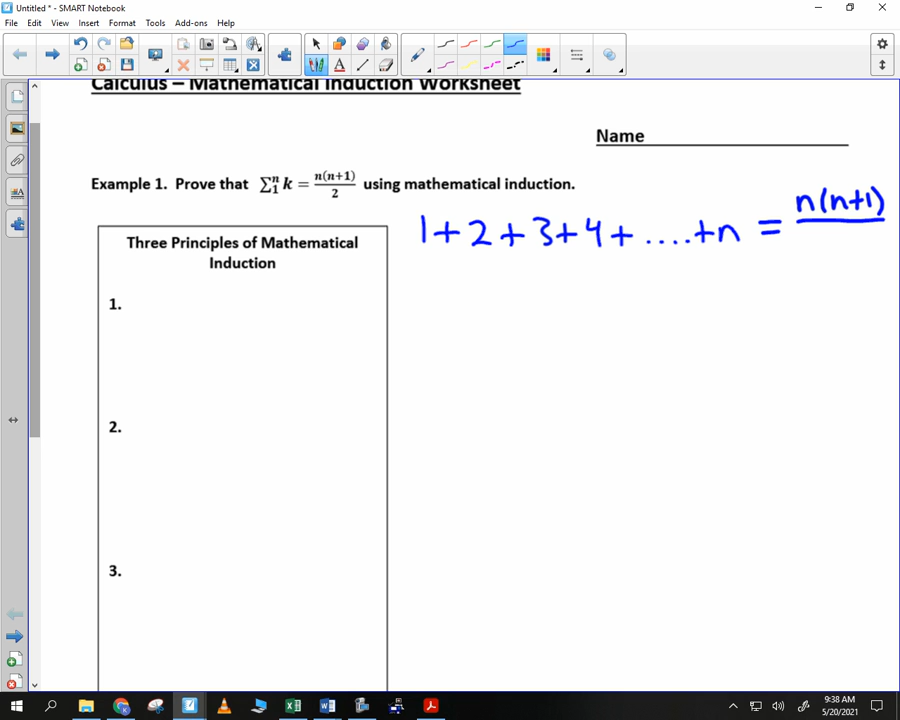 Untitled * - SMART Notebook
File Edit View Insert Format Tools Add-ons Help
Calculus – Mathematical Induction Worksheet
Name
Example 1. Prove that ∑₁ⁿ k = n(n+1)/2 using mathematical induction.
1 + 2 + 3 + 4 + .... + n = n(n+1)
Three Principles of Mathematical
Induction
1.
2.
3.
9:38 AM
5/20/2021